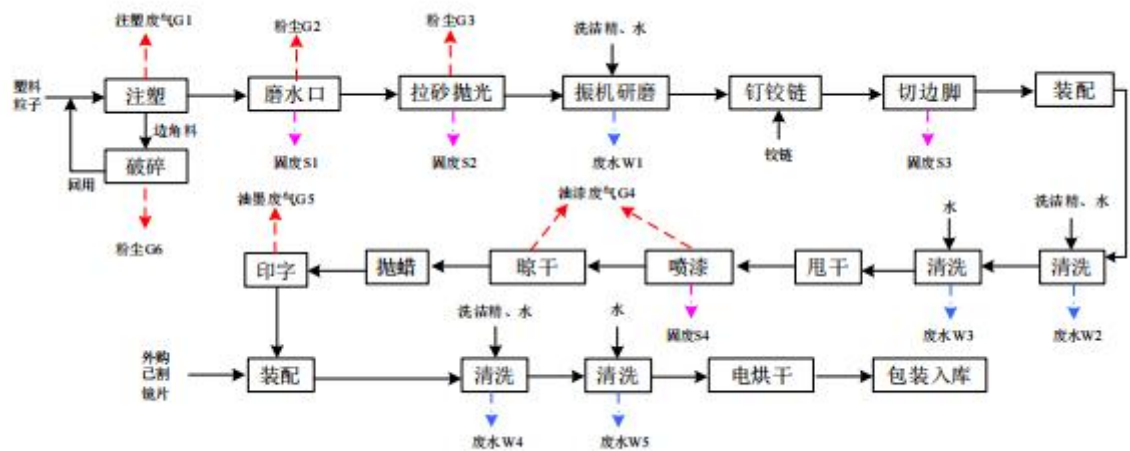 注塑废气G1
粉尘G2
粉尘G3
洗洁精、水
塑料
粒子
注塑
磨水口
拉砂抛光
振机研磨
钉铰链
切边脚
装配
边角料
破碎
回用
固废S1
固废S2
废水W1
铰链
固废S3
粉尘G6
油墨废气G5
油漆废气G4
水
洗洁精、水
印字
抛蜡
晾干
喷漆
甩干
清洗
清洗
固废S4
废水W3
废水W2
洗洁精、水
水
外购
已割
镜片
装配
清洗
清洗
电烘干
包装入库
废水W4
废水W5